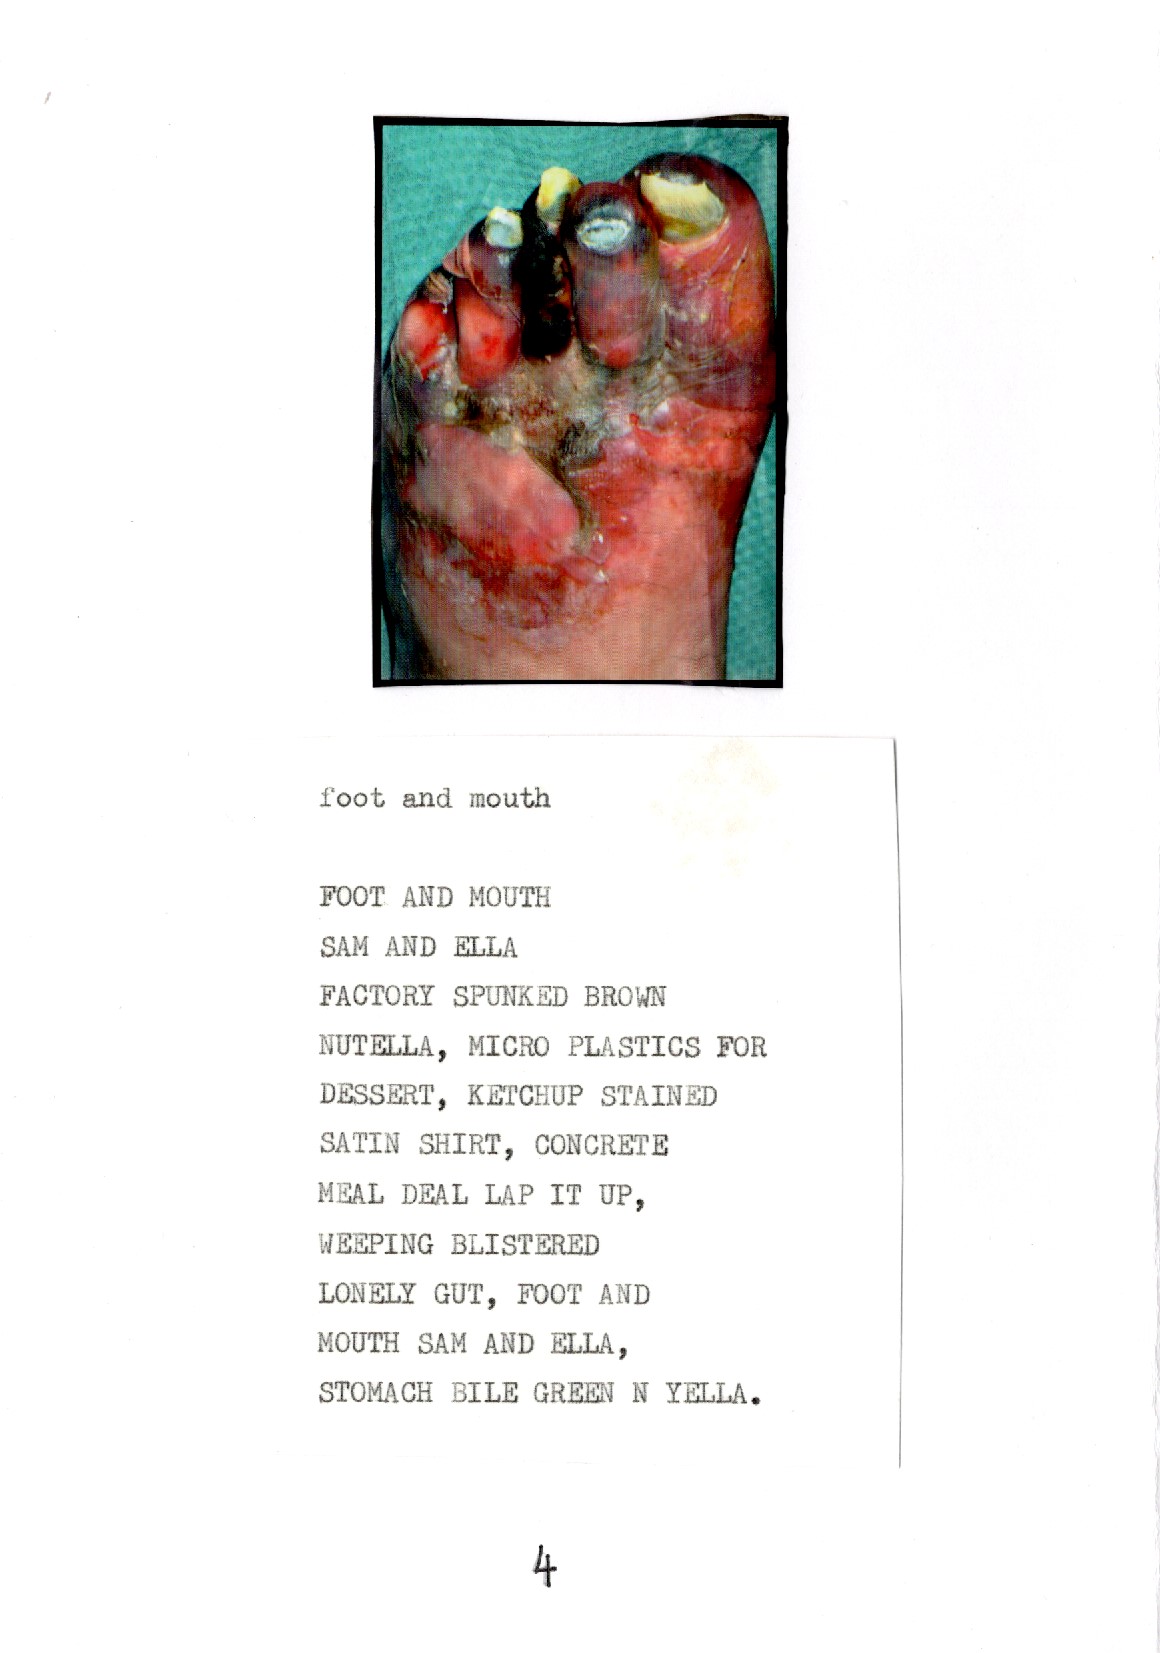 foot and mouth
FOOT AND MOUTH
SAM AND ELLA
FACTORY SPUNKED BROWN
NUTELLA, MICRO PLASTICS FOR
DESSERT, KETCHUP STAINED
SATIN SHIRT, CONCRETE
MEAL DEAL LAP IT UP,
WEEPING BLISTERED
LONELY GUT, FOOT AND
MOUTH SAM AND ELLA,
STOMACH BILE GREEN N YELLA.
4